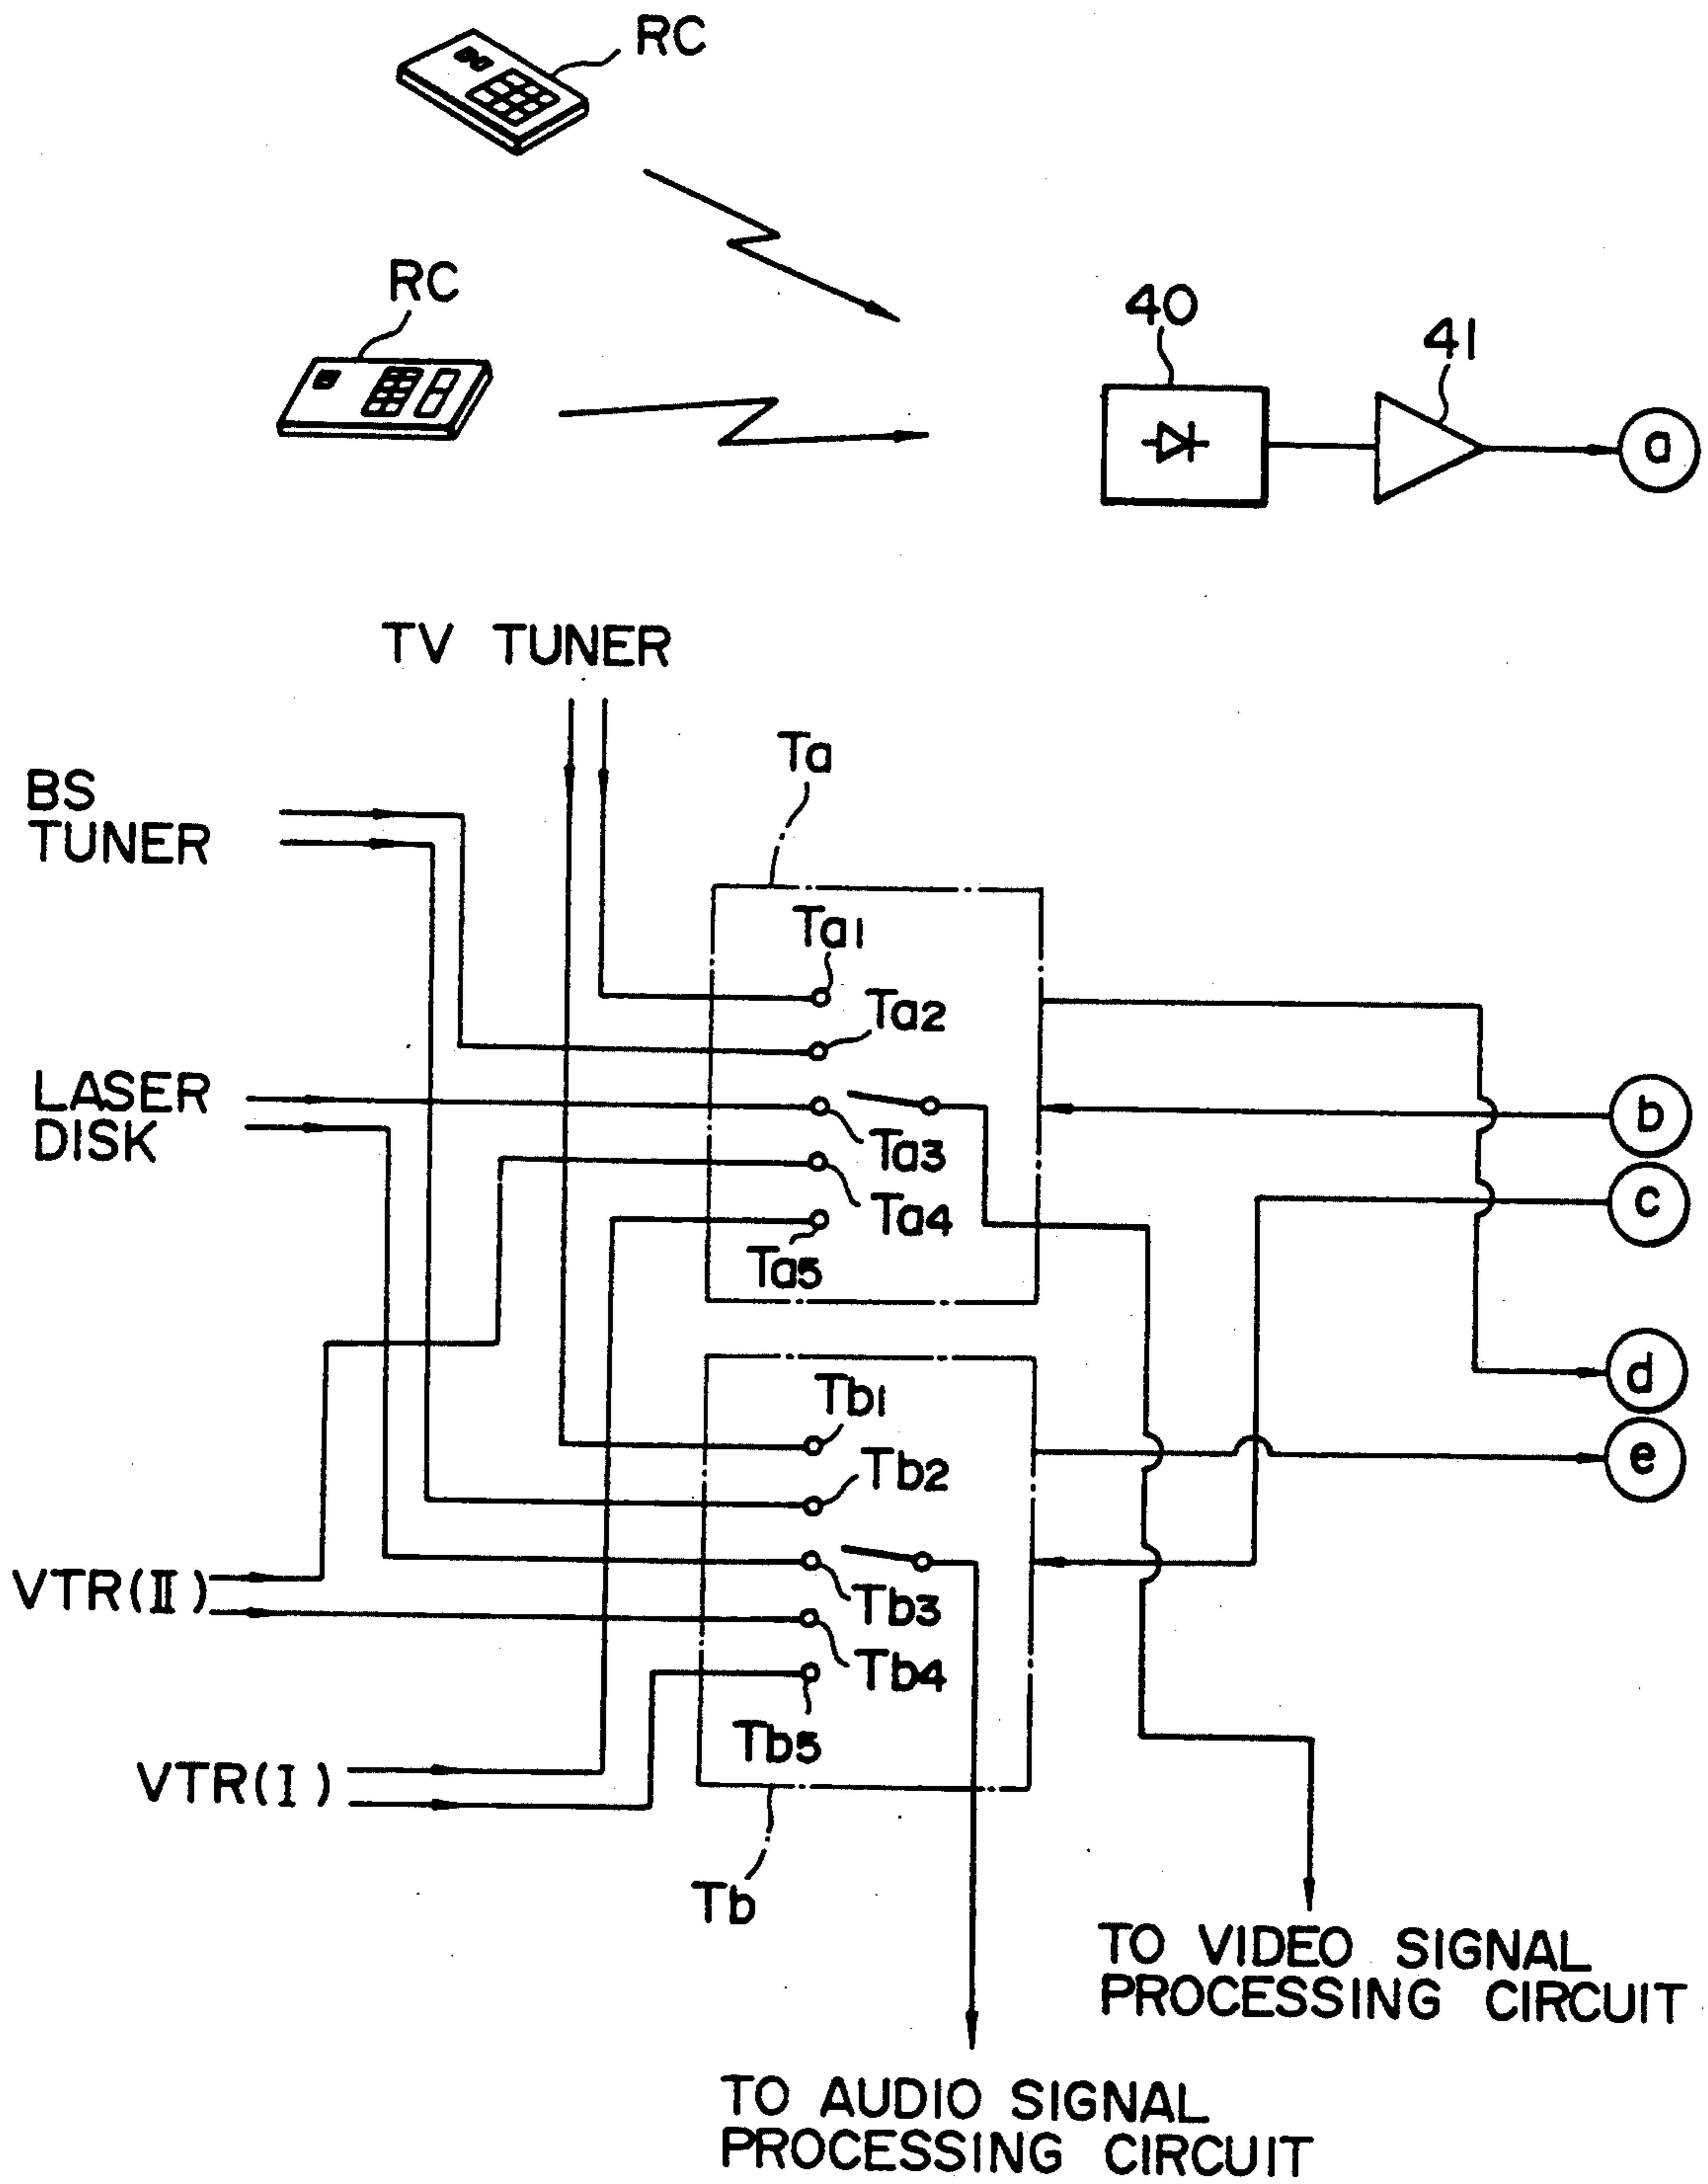 RC
RC
40
41
a
TV TUNER
Ta
BS
TUNER
Ta1
Ta2
LASER
DISK
Ta3
Ta4
Ta5
b
c
d
e
Tb1
Tb2
VTR(II)
Tb3
Tb4
Tb5
VTR(I)
Tb
TO VIDEO SIGNAL
PROCESSING CIRCUIT
TO AUDIO SIGNAL
PROCESSING CIRCUIT